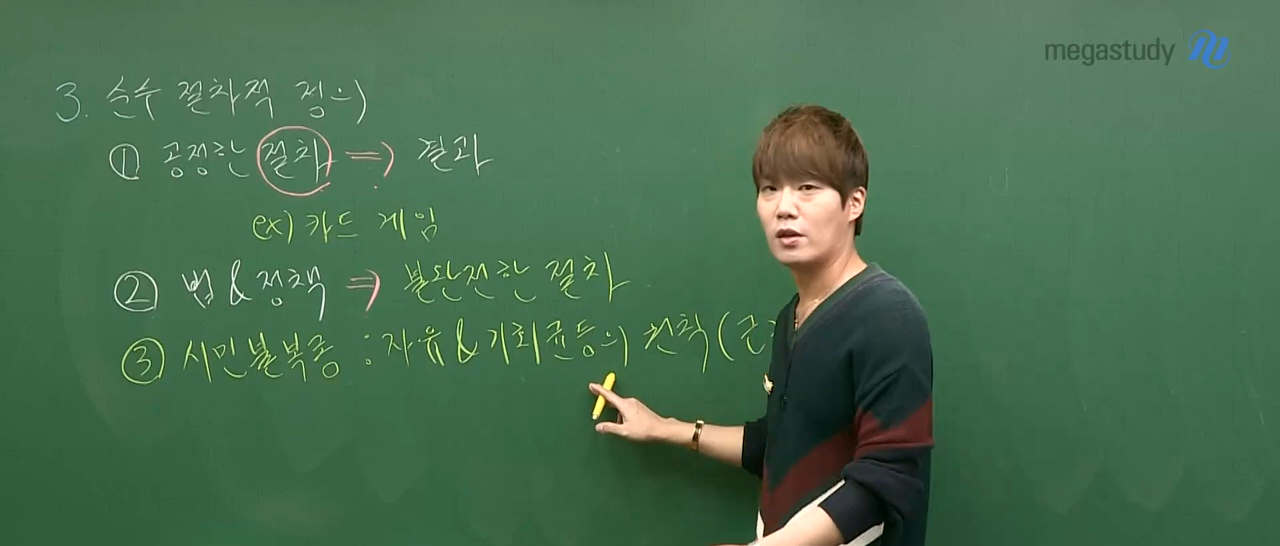 megastudy
3. 순수 절차적 정의
① 공정한 절차 ⇒ 결과
ex) 카드 게임
② 법 & 정책 ⇒ 불완전한 절차
③ 시민불복종 : 자유 & 기회균등의 원칙 (근